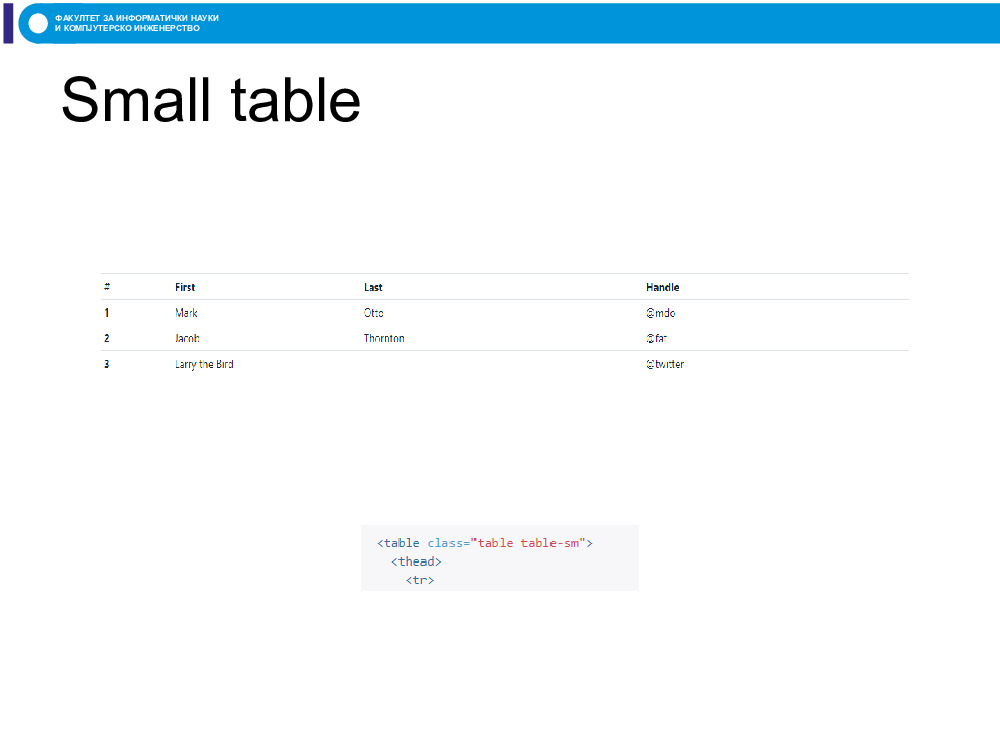 ФАКУЛТЕТ ЗА ИНФОРМАТИЧКИ НАУКИ
И КОМПЈУТЕРСКО ИНЖЕНЕРСТВО
Small table
# First Last Handle
1 Mark Otto @mdo
2 Jacob Thornton @fat
3 Larry the Bird @twitter
<table class="table table-sm">
<thead>
<tr>